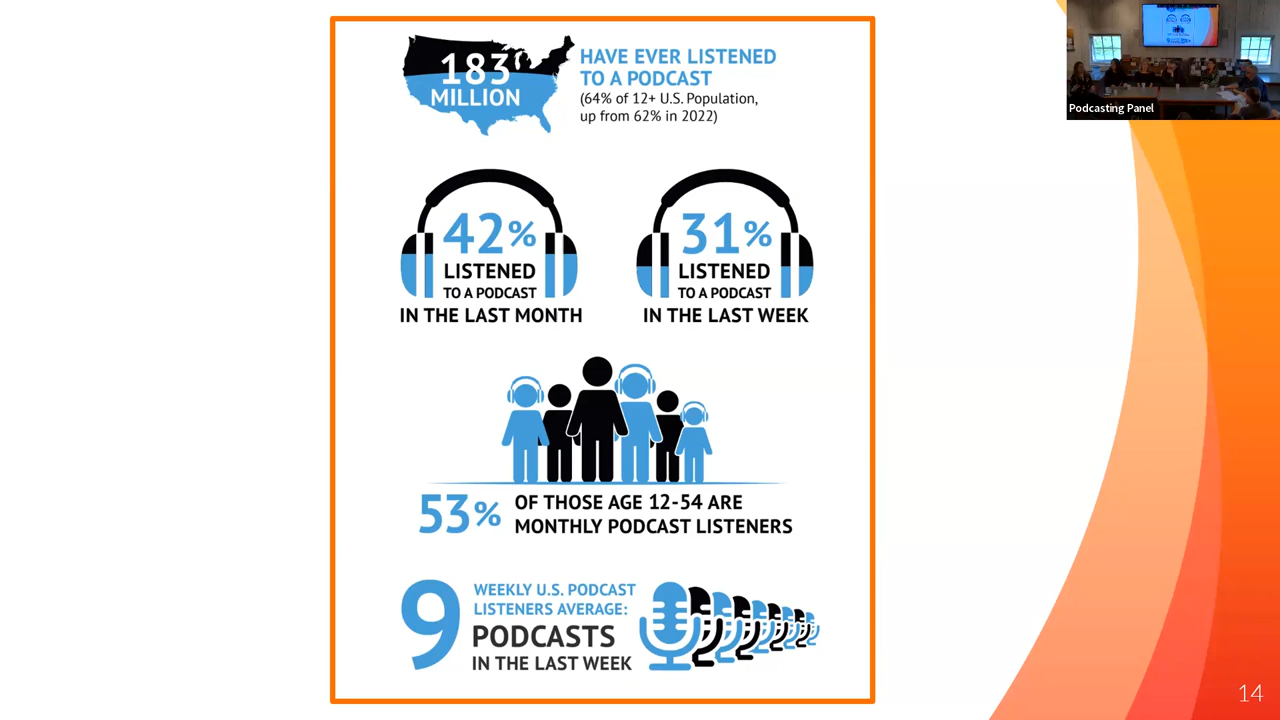 183
MILLION
HAVE EVER LISTENED
TO A PODCAST
(64% of 12+ U.S. Population,
up from 62% in 2022)
Podcasting Panel
42%
LISTENED
TO A PODCAST
IN THE LAST MONTH
31%
LISTENED
TO A PODCAST
IN THE LAST WEEK
53%
OF THOSE AGE 12-54 ARE
MONTHLY PODCAST LISTENERS
9
WEEKLY U.S. PODCAST
LISTENERS AVERAGE:
PODCASTS
IN THE LAST WEEK
14